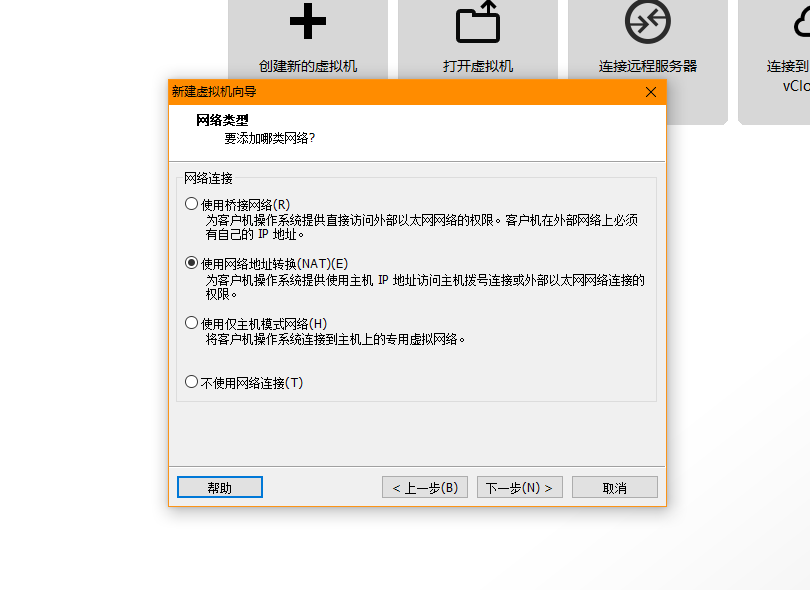 创建新的虚拟机
打开虚拟机
连接远程服务器
连接到
vClo
新建虚拟机向导
网络类型
要添加哪类网络?
网络连接
使用桥接网络(R)
为客户机操作系统提供直接访问外部以太网网络的权限。客户机在外部网络上必须
有自己的 IP 地址。
使用网络地址转换(NAT)(E)
为客户机操作系统提供使用主机 IP 地址访问主机拨号连接或外部以太网网络连接的
权限。
使用仅主机模式网络(H)
将客户机操作系统连接到主机上的专用虚拟网络。
不使用网络连接(T)
帮助
< 上一步(B)
下一步(N) >
取消